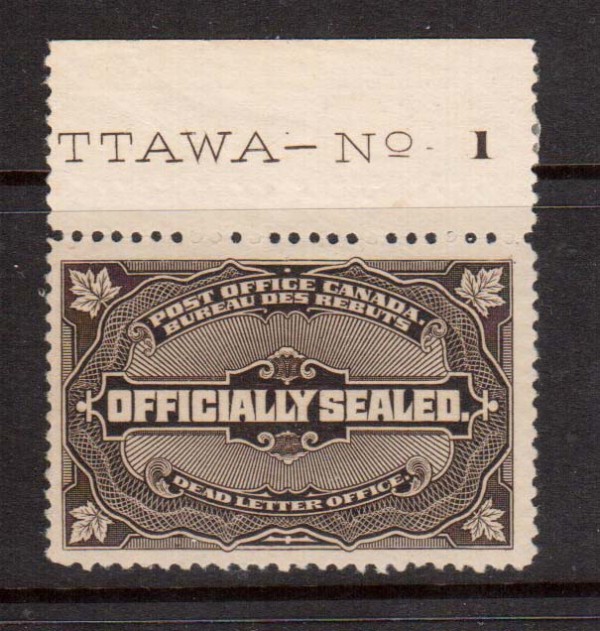 TTAWA – No. 1
POST OFFICE CANADA.
BUREAU DES REBUTS
OFFICIALLY SEALED.
DEAD LETTER OFFICE.